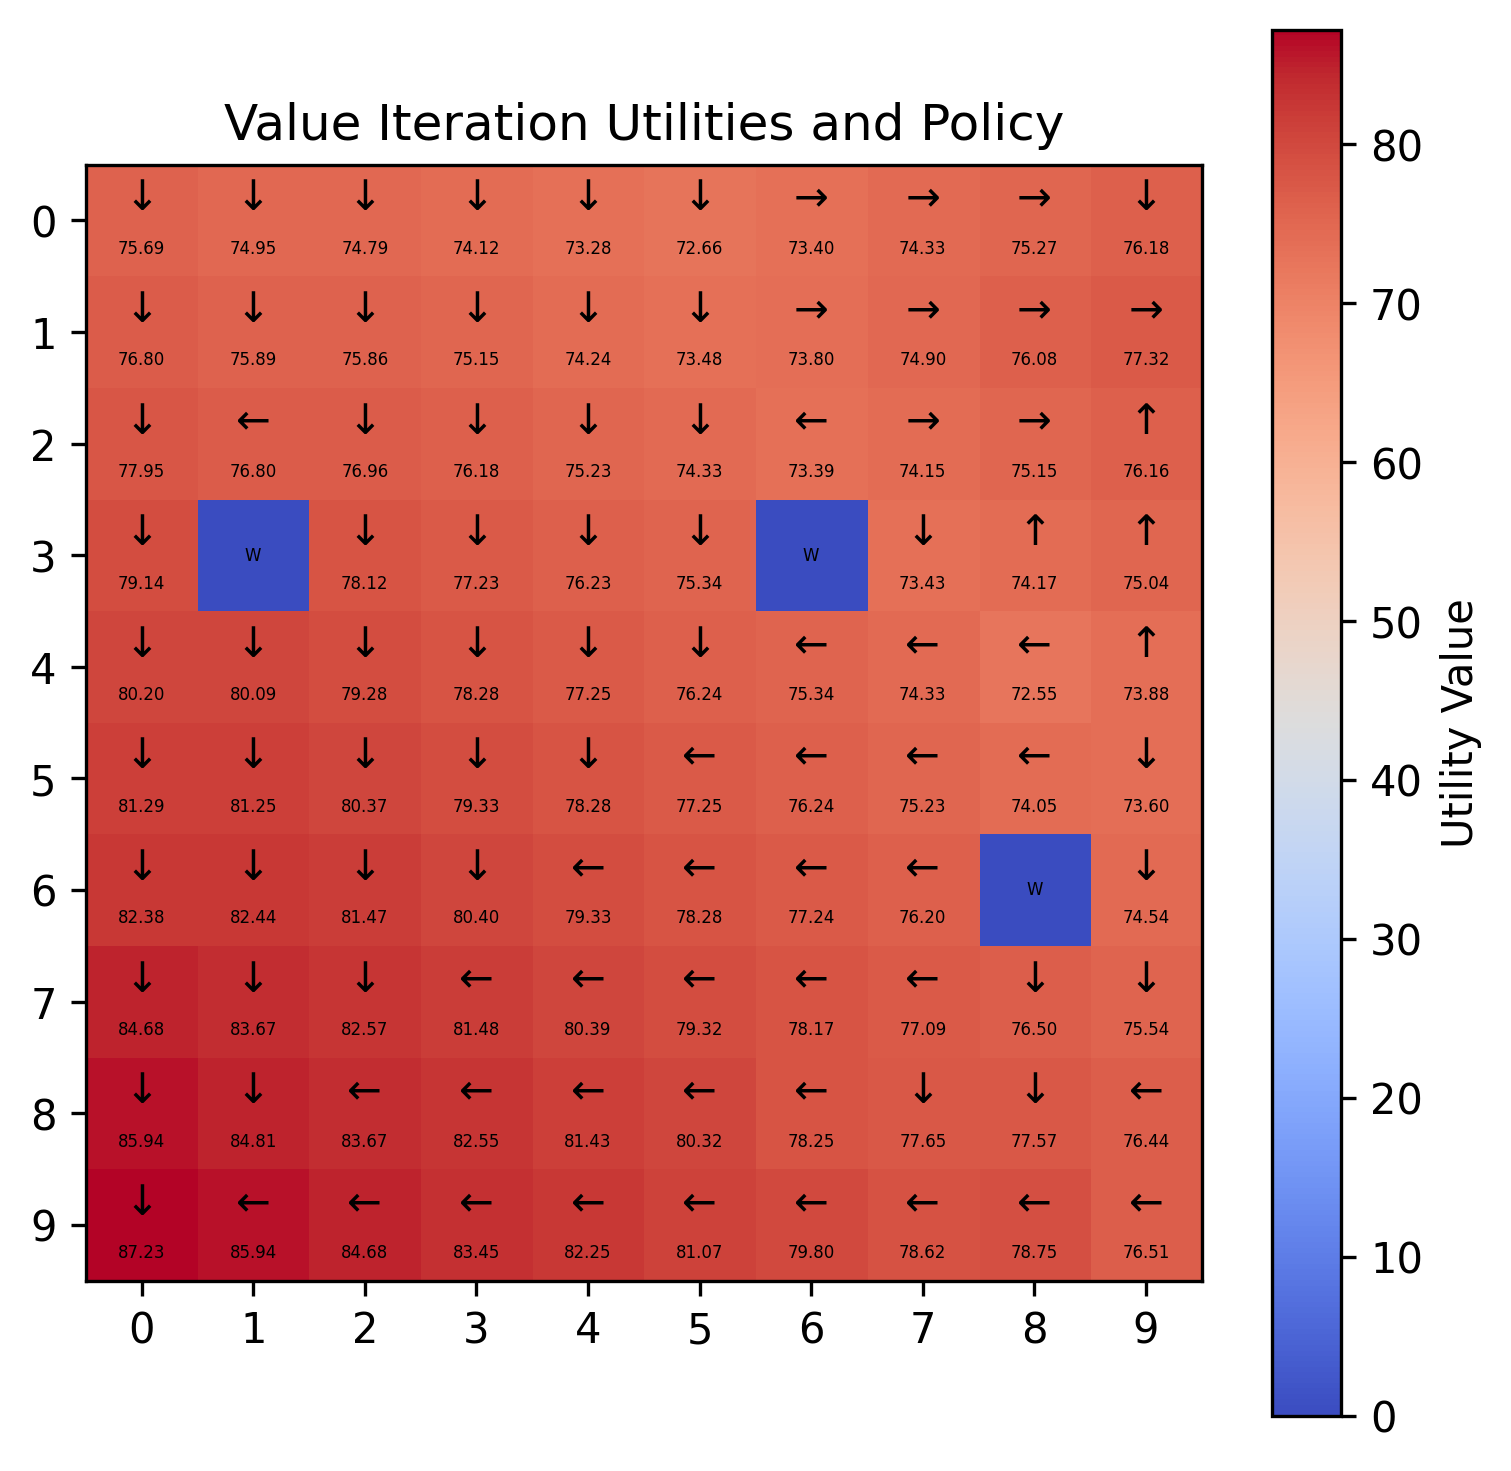 Value Iteration Utilities and Policy
↓ ↓ ↓ ↓ ↓ ↓ → → → ↓
0 75.69 74.95 74.79 74.12 73.28 72.66 73.40 74.33 75.27 76.18
↓ ↓ ↓ ↓ ↓ ↓ → → → →
1 76.80 75.89 75.86 75.15 74.24 73.48 73.80 74.90 76.08 77.32
↓ ← ↓ ↓ ↓ ↓ ← → → ↑
2 77.95 76.80 76.96 76.18 75.23 74.33 73.39 74.15 75.15 76.16
↓ ↓ ↓ ↓ ↓ ↓ ↑ ↑
3 W W
79.14 78.12 77.23 76.23 75.34 73.43 74.17 75.04
↓ ↓ ↓ ↓ ↓ ↓ ← ← ← ↑
4 80.20 80.09 79.28 78.28 77.25 76.24 75.34 74.33 72.55 73.88
↓ ↓ ↓ ↓ ↓ ← ← ← ← ↓
5 81.29 81.25 80.37 79.33 78.28 77.25 76.24 75.23 74.05 73.60
↓ ↓ ↓ ↓ ← ← ← ← ↓
6 W
82.38 82.44 81.47 80.40 79.33 78.28 77.24 76.20 74.54
↓ ↓ ↓ ← ← ← ← ← ↓ ↓
7 84.68 83.67 82.57 81.48 80.39 79.32 78.17 77.09 76.50 75.54
↓ ↓ ← ← ← ← ← ↓ ↓ ←
8 85.94 84.81 83.67 82.55 81.43 80.32 78.25 77.65 77.57 76.44
↓ ← ← ← ← ← ← ← ← ←
9 87.23 85.94 84.68 83.45 82.25 81.07 79.80 78.62 78.75 76.51
0 1 2 3 4 5 6 7 8 9
80
70
60
50
40
30
20
10
0
Utility Value